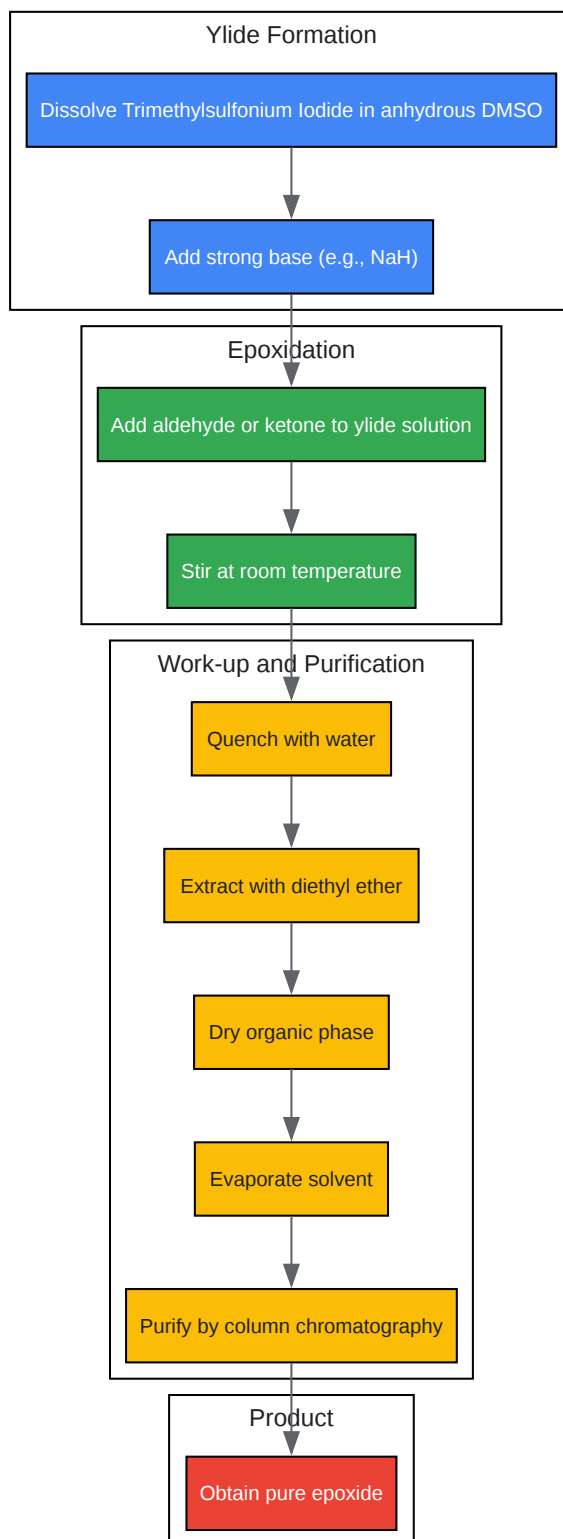 Ylide Formation
Dissolve Trimethylsulfonium Iodide in anhydrous DMSO
Add strong base (e.g., NaH)
Epoxidation
Add aldehyde or ketone to ylide solution
Stir at room temperature
Work-up and Purification
Quench with water
Extract with diethyl ether
Dry organic phase
Evaporate solvent
Purify by column chromatography
Product
Obtain pure epoxide